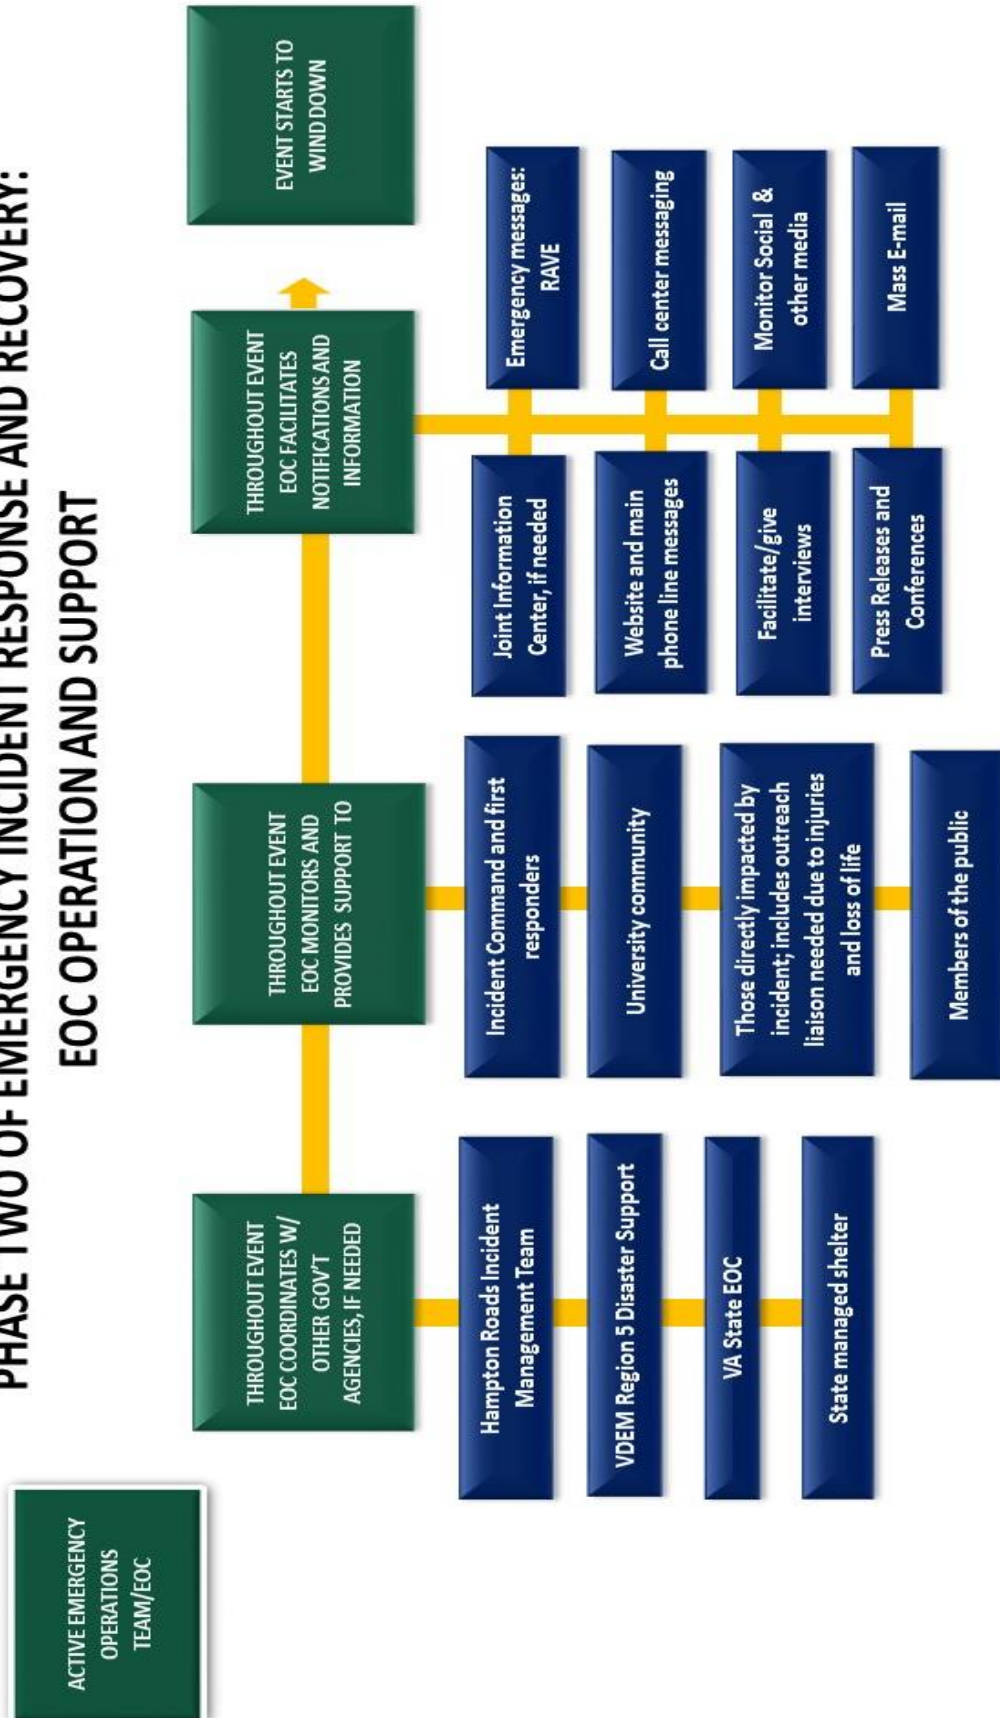 PHASE TWO OF EMERGENCY INCIDENT RESPONSE AND RECOVERY:
EOC OPERATION AND SUPPORT
ACTIVE EMERGENCY
OPERATIONS
TEAM/EOC
THROUGHOUT EVENT
EOC COORDINATES W/
OTHER GOV'T
AGENCIES, IF NEEDED
THROUGHOUT EVENT
EOC MONITORS AND
PROVIDES SUPPORT TO
THROUGHOUT EVENT
EOC FACILITATES
NOTIFICATIONS AND
INFORMATION
EVENT STARTS TO
WIND DOWN
Hampton Roads Incident
Management Team
VDEM Region 5 Disaster Support
VA State EOC
State managed shelter
Incident Command and first
responders
University community
Those directly impacted by
incident; includes outreach
liaison needed due to injuries
and loss of life
Members of the public
Joint Information
Center, if needed
Website and main
phone line messages
Facilitate/give
interviews
Press Releases and
Conferences
Emergency messages:
RAVE
Call center messaging
Monitor Social &
other media
Mass E-mail